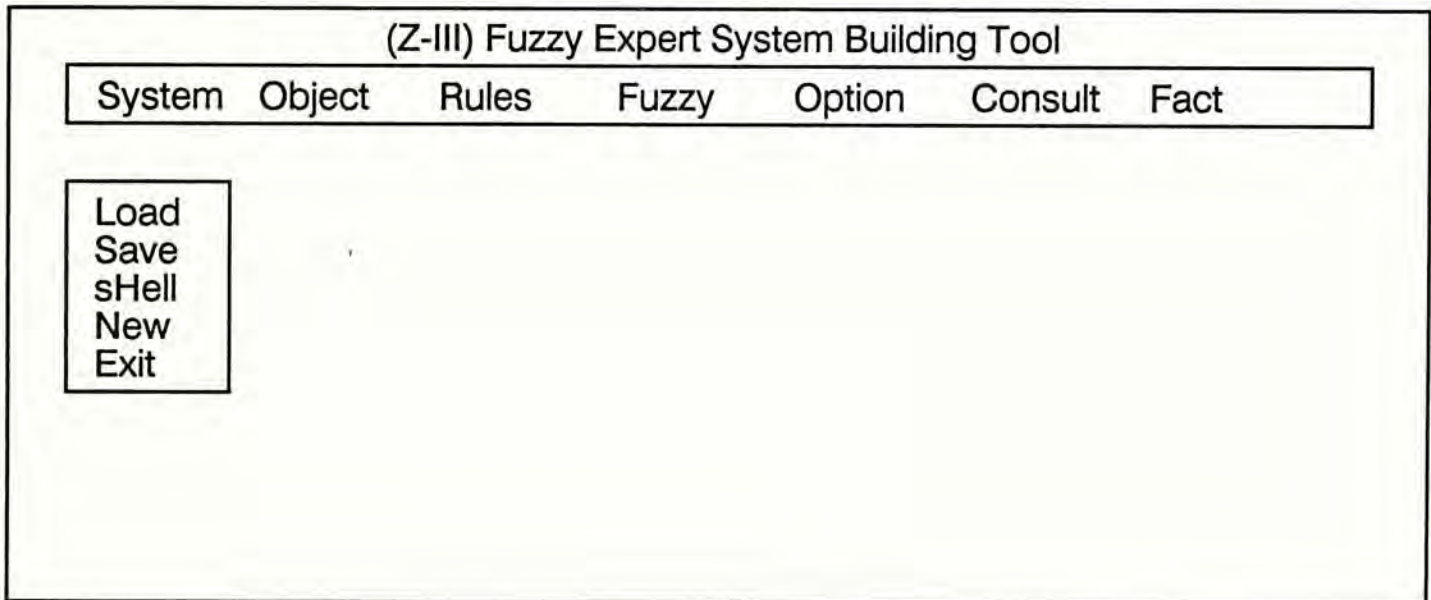 (Z-III) Fuzzy Expert System Building Tool
System Object Rules Fuzzy Option Consult Fact
Load
Save
sHell
New
Exit